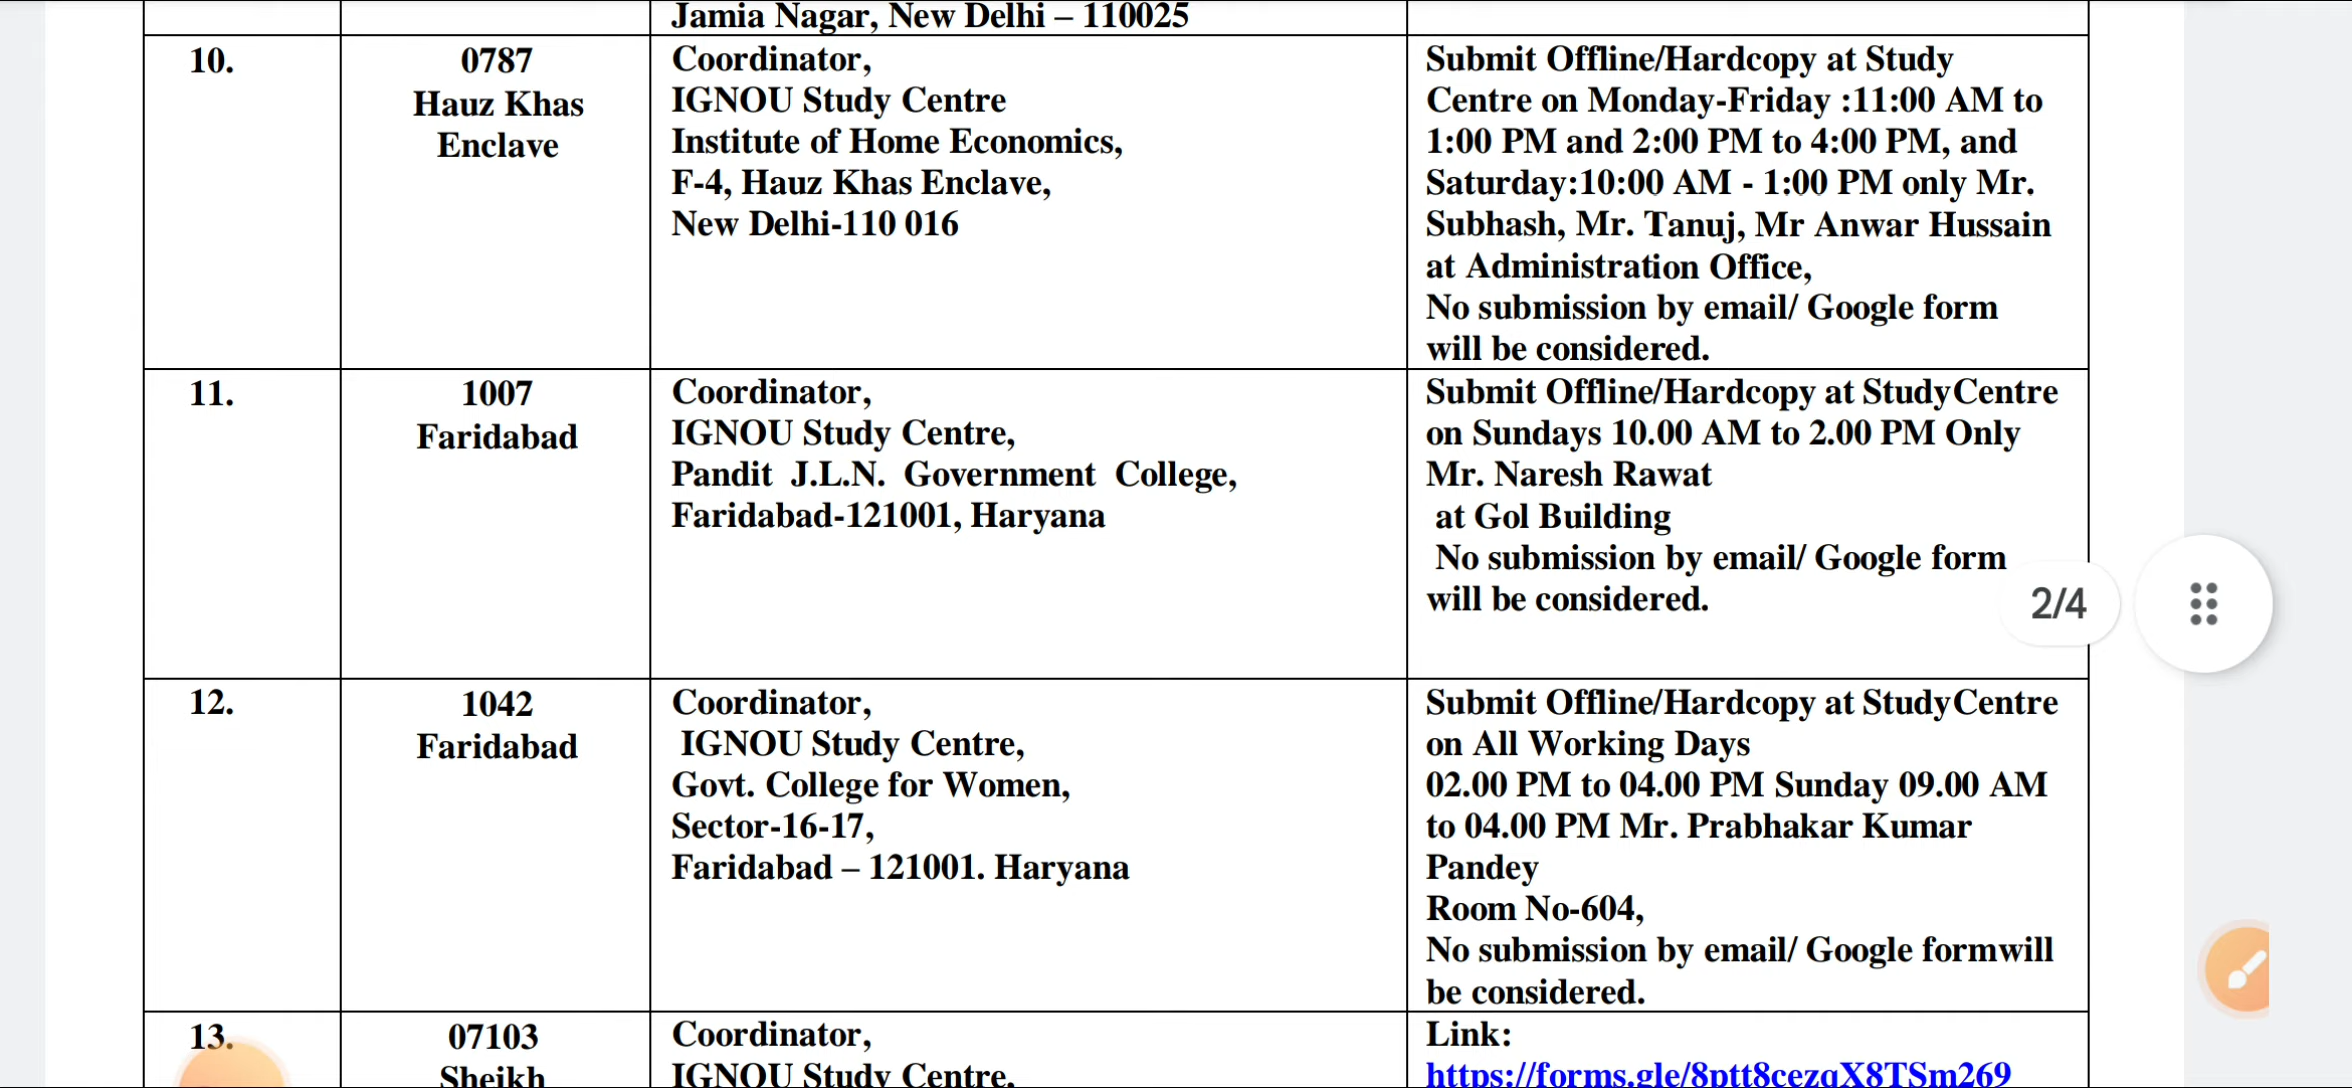 Jamia Nagar, New Delhi – 110025
10.
0787
Hauz Khas
Enclave
Coordinator,
IGNOU Study Centre
Institute of Home Economics,
F-4, Hauz Khas Enclave,
New Delhi-110 016
Submit Offline/Hardcopy at Study
Centre on Monday-Friday :11:00 AM to
1:00 PM and 2:00 PM to 4:00 PM, and
Saturday:10:00 AM - 1:00 PM only Mr.
Subhash, Mr. Tanuj, Mr Anwar Hussain
at Administration Office,
No submission by email/ Google form
will be considered.
11.
1007
Faridabad
Coordinator,
IGNOU Study Centre,
Pandit J.L.N. Government College,
Faridabad-121001, Haryana
Submit Offline/Hardcopy at StudyCentre
on Sundays 10.00 AM to 2.00 PM Only
Mr. Naresh Rawat
at Gol Building
No submission by email/ Google form
will be considered.
2/4
12.
1042
Faridabad
Coordinator,
IGNOU Study Centre,
Govt. College for Women,
Sector-16-17,
Faridabad – 121001. Haryana
Submit Offline/Hardcopy at StudyCentre
on All Working Days
02.00 PM to 04.00 PM Sunday 09.00 AM
to 04.00 PM Mr. Prabhakar Kumar
Pandey
Room No-604,
No submission by email/ Google formwill
be considered.
13.
07103
Sheikh
Coordinator,
IGNOU Study Centre,
Link:
https://forms.gle/8ptt8cezqX8TSm269